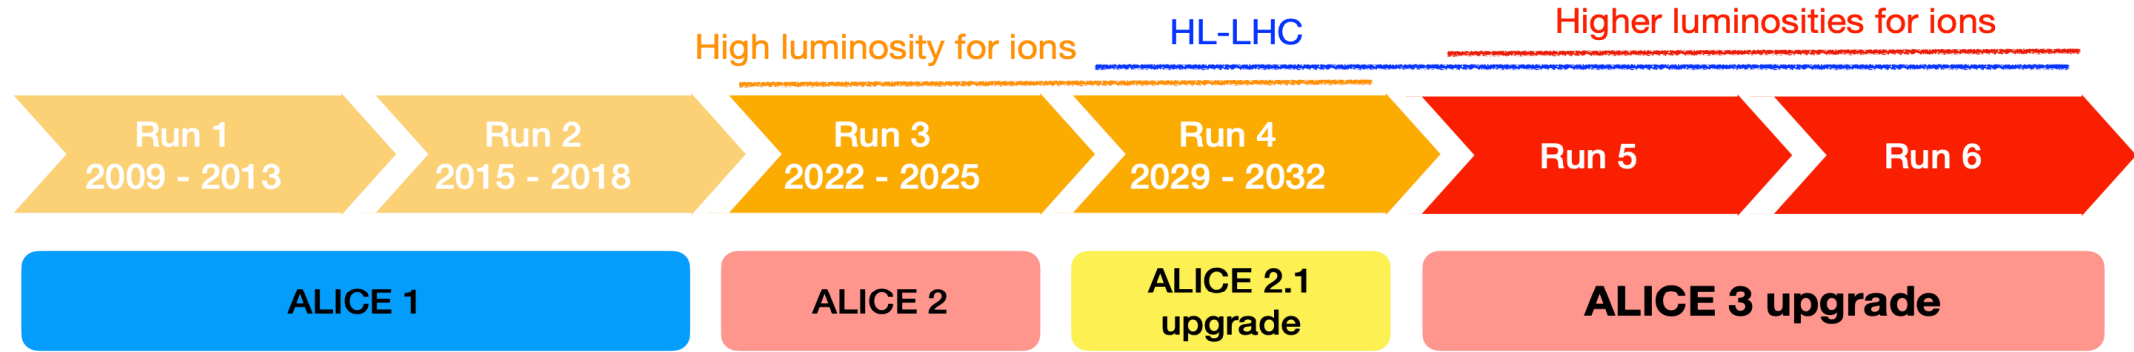 High luminosity for ions
HL-LHC
Higher luminosities for ions
Run 1
2009 - 2013
Run 2
2015 - 2018
Run 3
2022 - 2025
Run 4
2029 - 2032
Run 5
Run 6
ALICE 1
ALICE 2
ALICE 2.1
upgrade
ALICE 3 upgrade